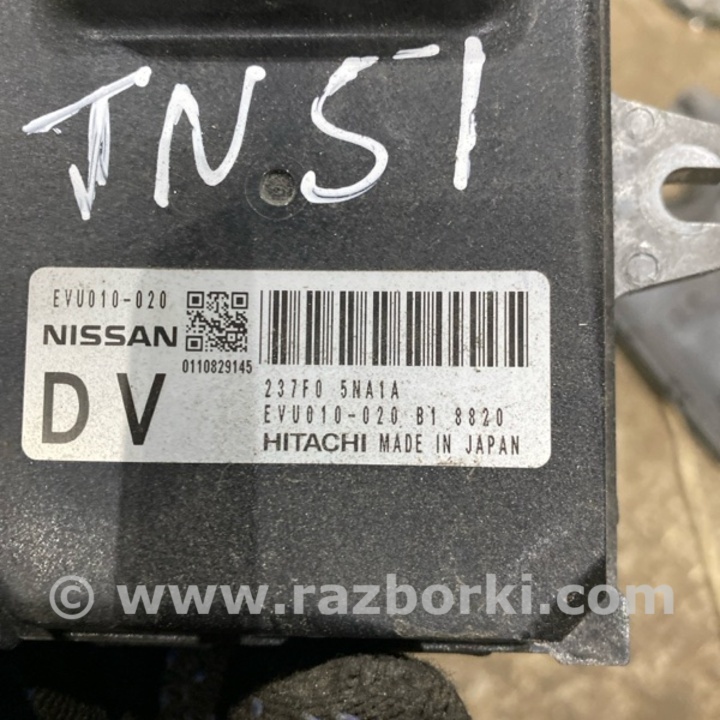 JN51
EVU010-020
NISSAN
0110829145
DV
237F0 5NA1A
EVU010-020 B1 8820
HITACHI MADE IN JAPAN
© www.razborki.com